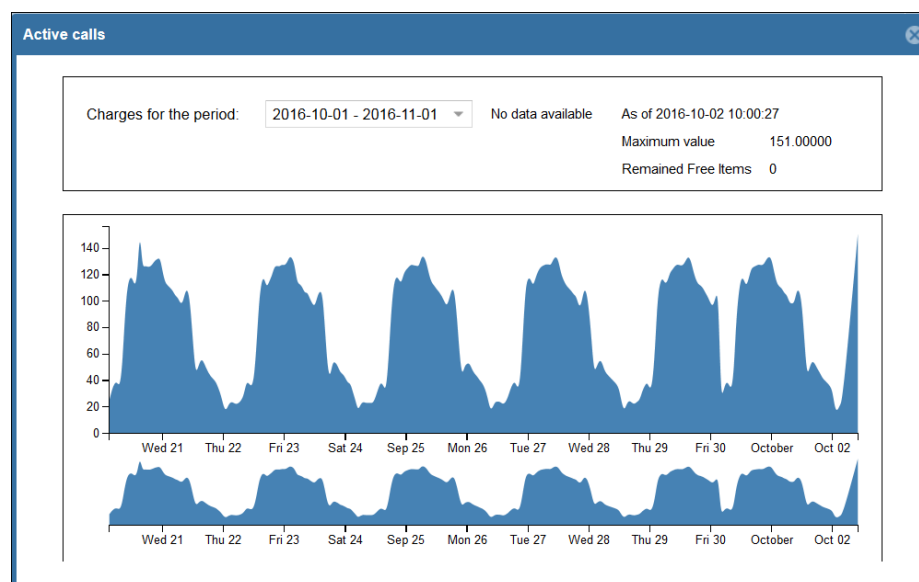 Active calls
Charges for the period: 2016-10-01 - 2016-11-01 No data available As of 2016-10-02 10:00:27
Maximum value 151.00000
Remained Free Items 0
140
120
100
80
60
40
20
0
Wed 21 Thu 22 Fri 23 Sat 24 Sep 25 Mon 26 Tue 27 Wed 28 Thu 29 Fri 30 October Oct 02
Wed 21 Thu 22 Fri 23 Sat 24 Sep 25 Mon 26 Tue 27 Wed 28 Thu 29 Fri 30 October Oct 02